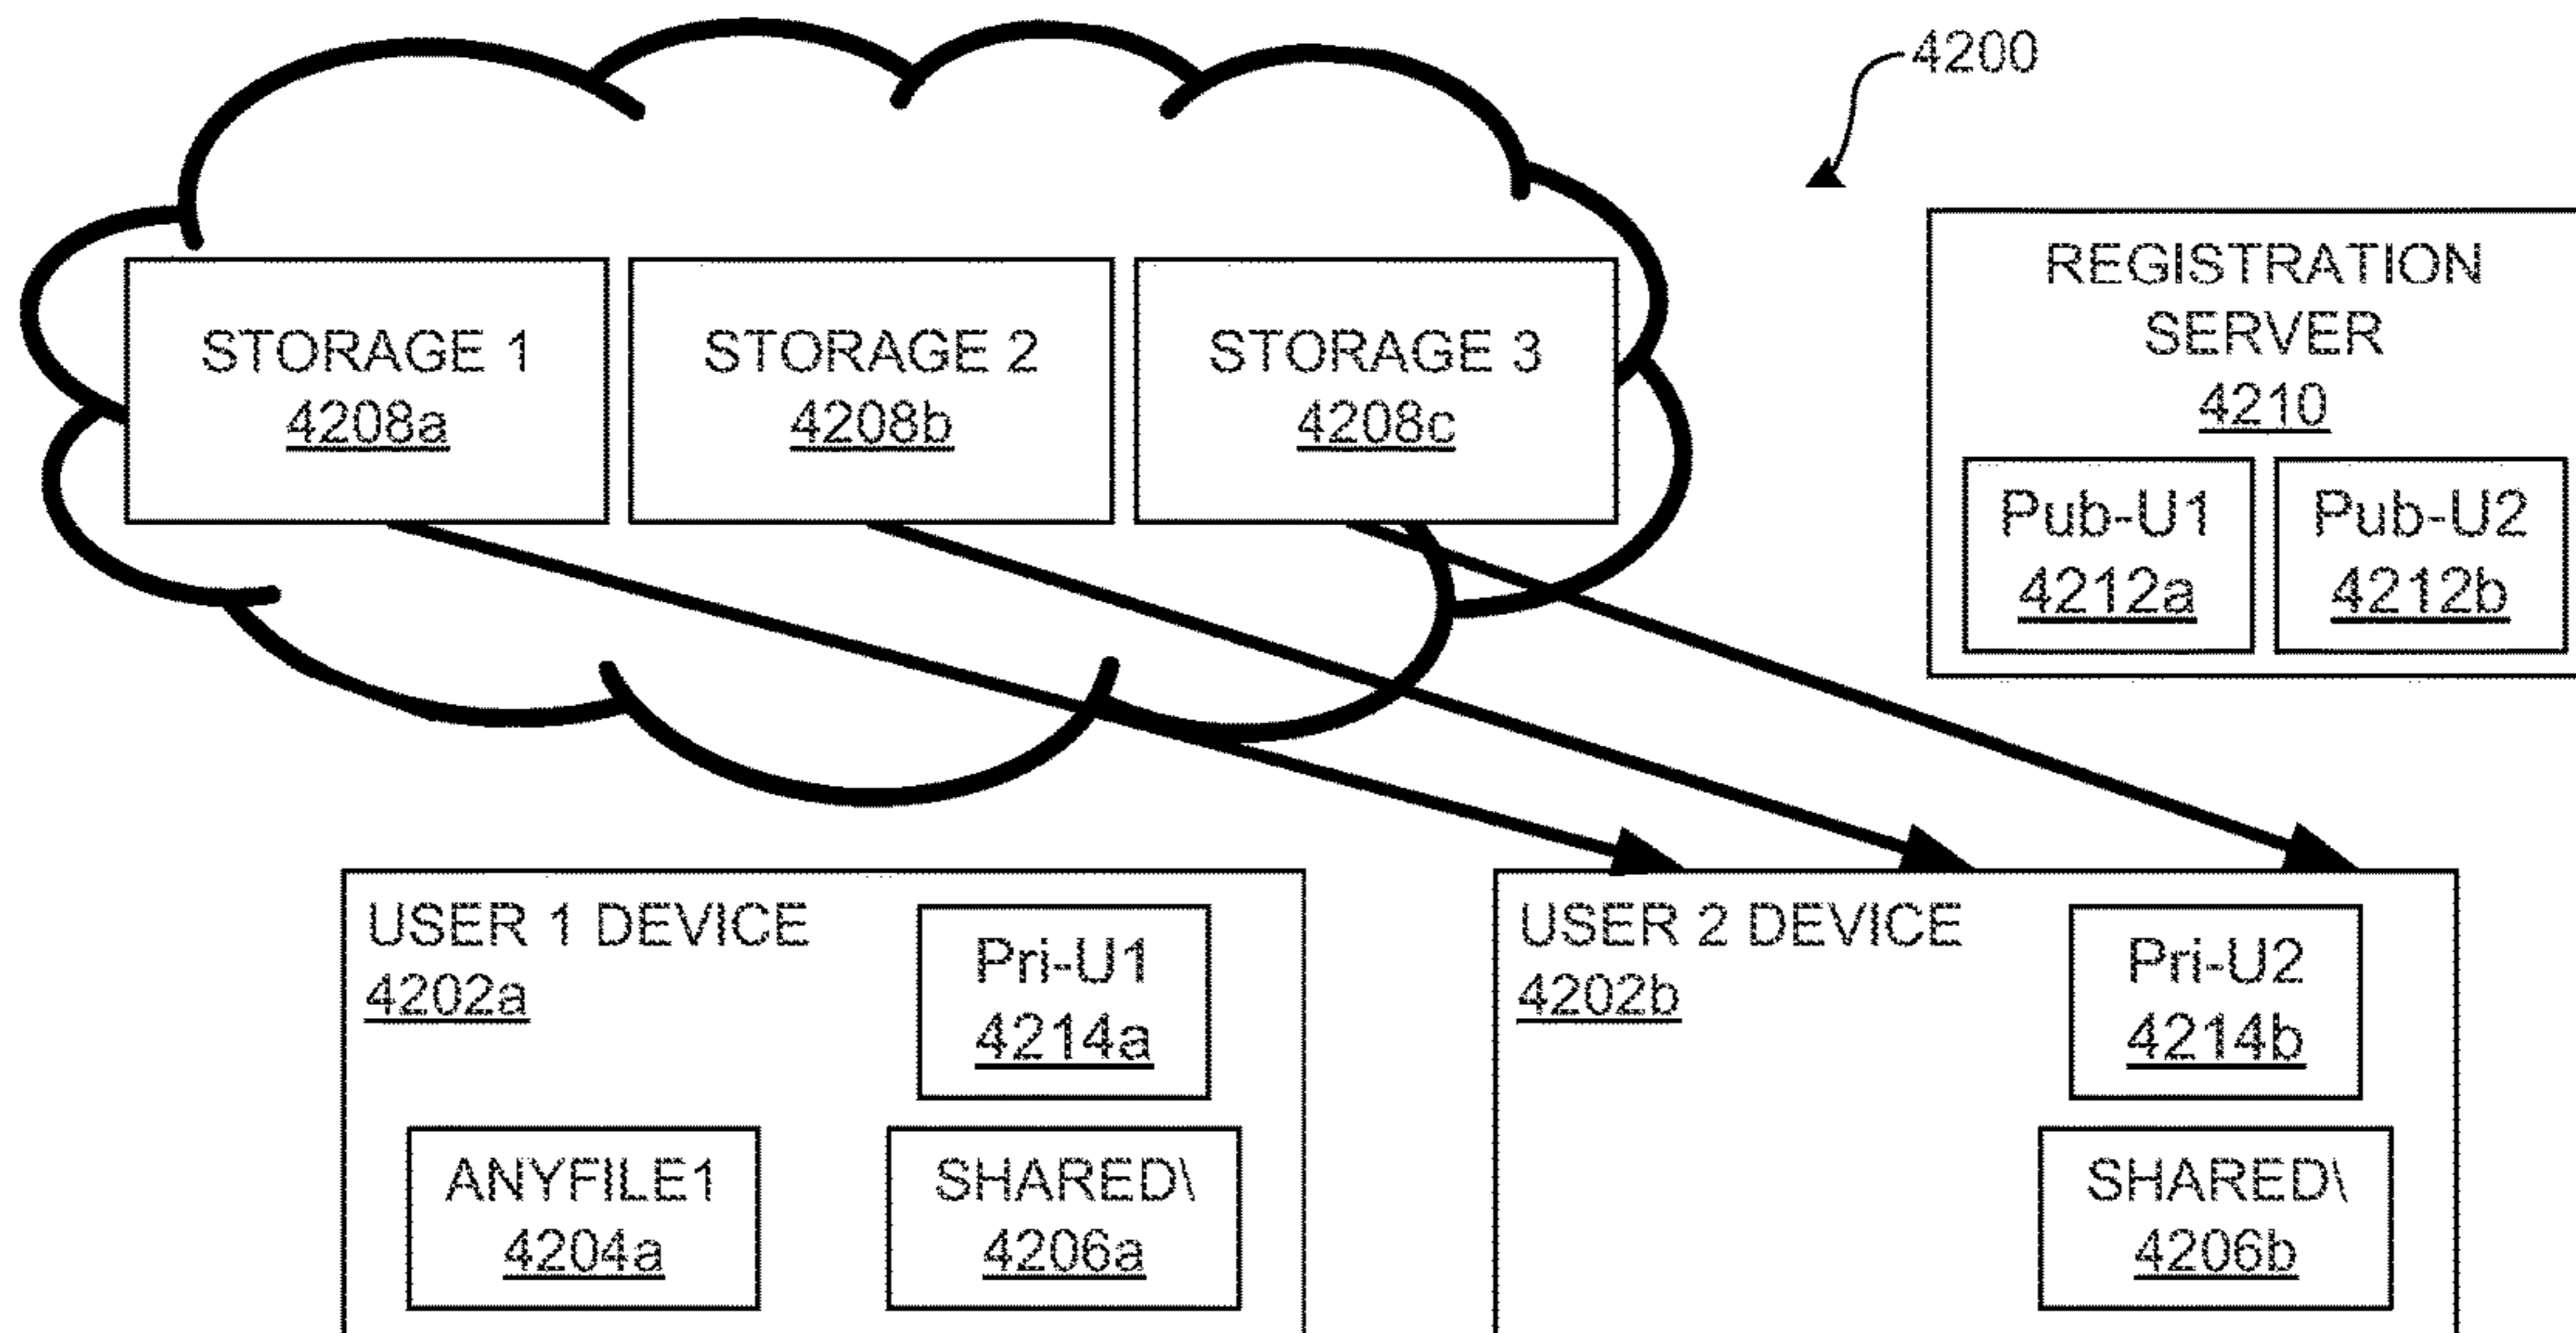 4200
STORAGE 1
4208a
STORAGE 2
4208b
STORAGE 3
4208c
REGISTRATION
SERVER
4210
Pub-U1
4212a
Pub-U2
4212b
USER 1 DEVICE
4202a
Pri-U1
4214a
ANYFILE1
4204a
SHARED\
4206a
USER 2 DEVICE
4202b
Pri-U2
4214b
SHARED\
4206b